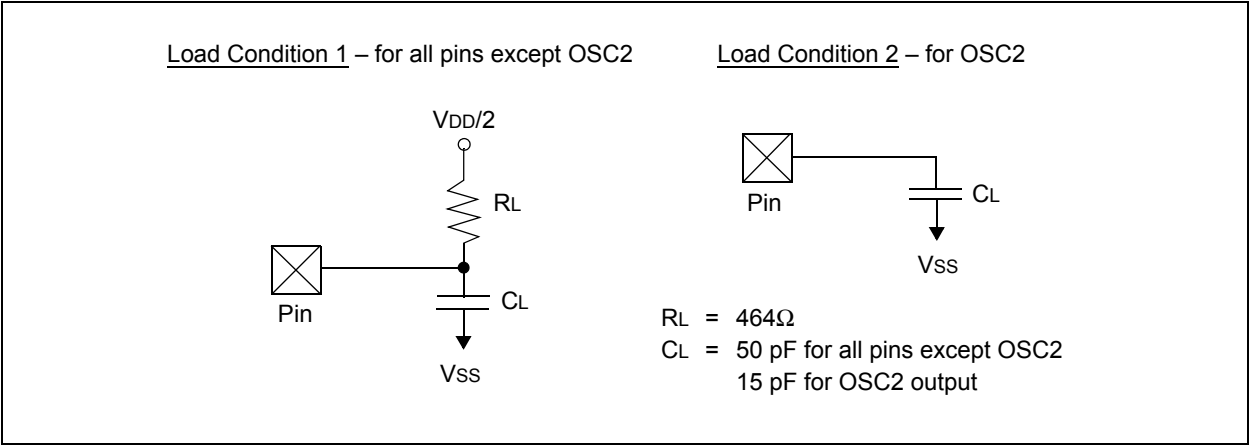 Load Condition 1 – for all pins except OSC2
Load Condition 2 – for OSC2
VDD/2
RL
Pin
CL
VSS
Pin
CL
VSS
RL = 464Ω
CL = 50 pF for all pins except OSC2
15 pF for OSC2 output